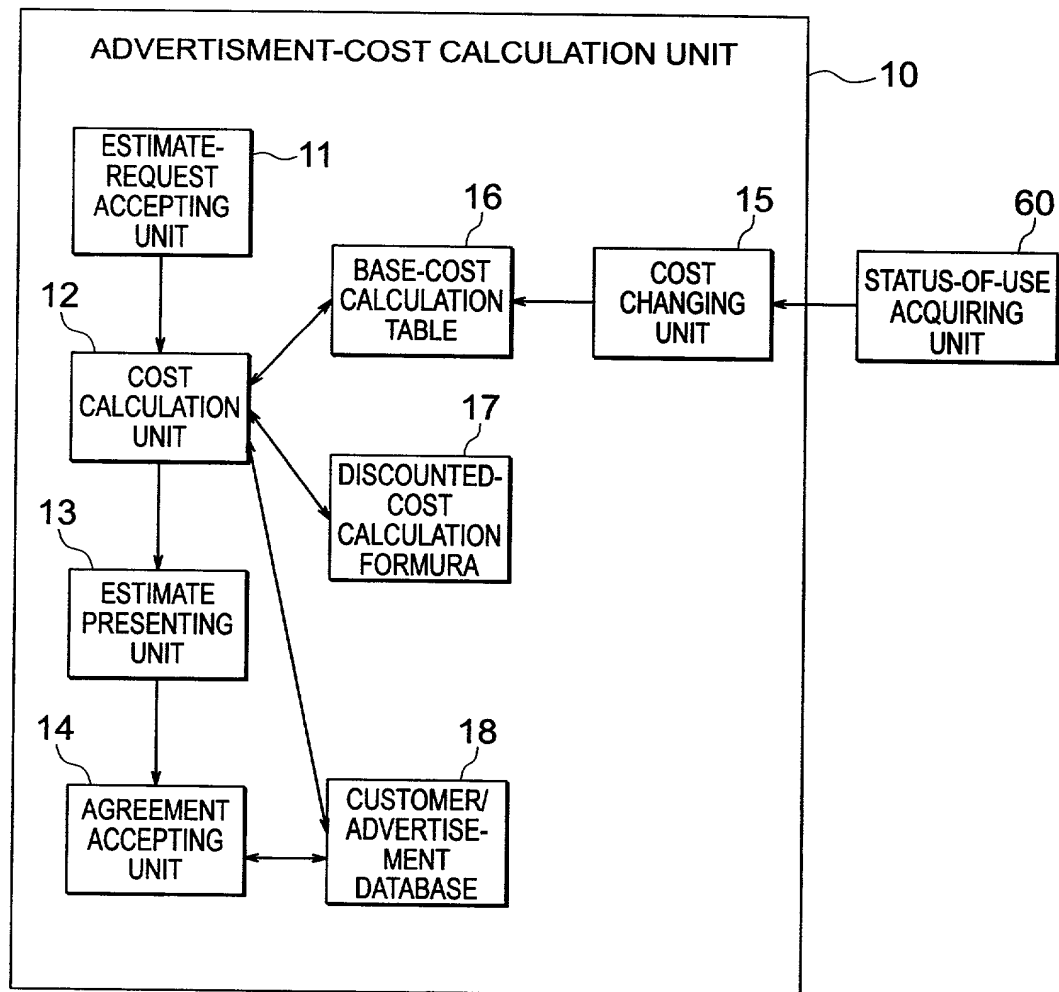 ADVERTISMENT-COST CALCULATION UNIT
10
ESTIMATE-
REQUEST
ACCEPTING
UNIT
11
16
15
60
BASE-COST
CALCULATION
TABLE
COST
CHANGING
UNIT
STATUS-OF-USE
ACQUIRING
UNIT
12
COST
CALCULATION
UNIT
17
DISCOUNTED-
COST
CALCULATION
FORMURA
13
ESTIMATE
PRESENTING
UNIT
14
AGREEMENT
ACCEPTING
UNIT
18
CUSTOMER/
ADVERTISE-
MENT
DATABASE